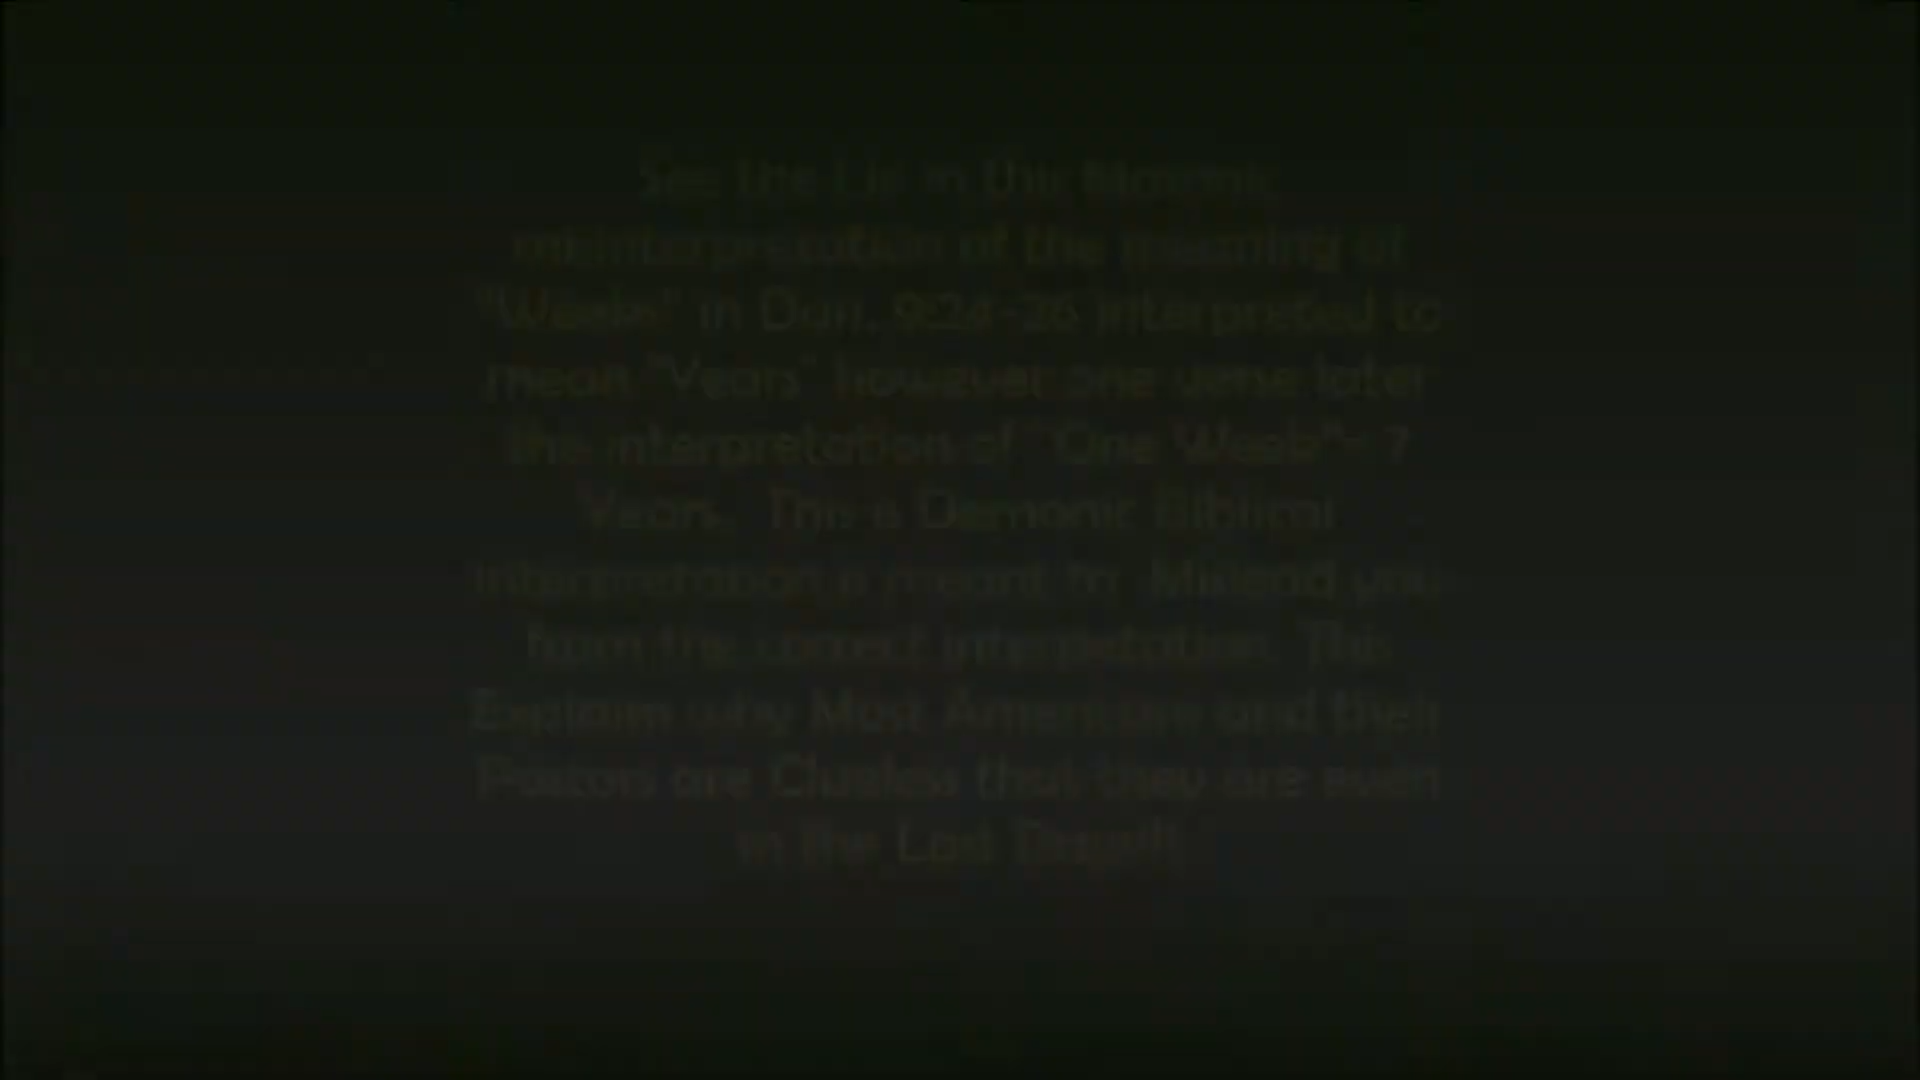 See the Lie in the
misinterpretation of the meaning of
"Weeks" in Dan. 9:24-26 interpreted to
mean "Years" however one verse later
the interpretation of "One Week"= 7
Years. This a Demonic Biblical
interpretation is meant to Mislead you
from the correct interpretation. This
Explains why Most Americans and their
Pastors are Clueless that they are even
in the Last